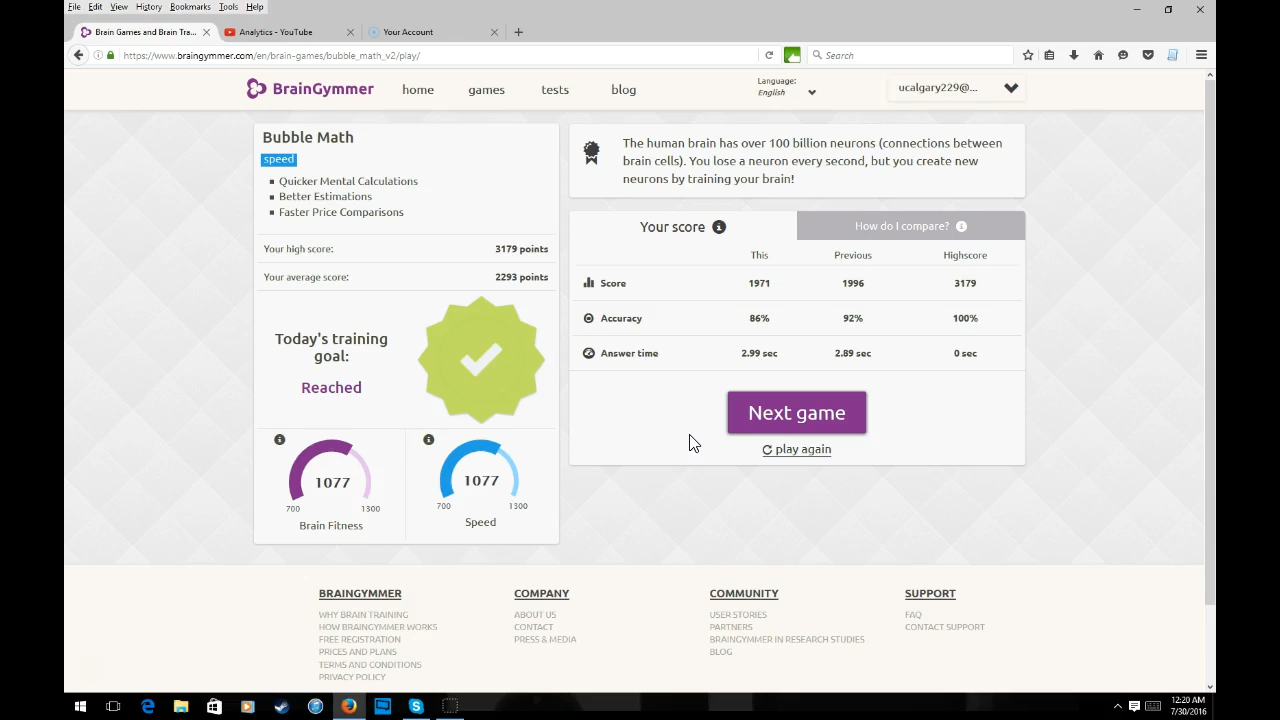 File Edit View History Bookmarks Tools Help
Brain Games and Brain Tra...
Analytics - YouTube
Your Account
https://www.braingymmer.com/en/brain-games/bubble_math_v2/play/
Search
BrainGymmer
home games tests blog
Language:
English
ucalgary229@...
Bubble Math
speed
Quicker Mental Calculations
Better Estimations
Faster Price Comparisons
Your high score: 3179 points
Your average score: 2293 points
Today's training
goal:
Reached
1077
700 1300
Brain Fitness
1077
700 1300
Speed
The human brain has over 100 billion neurons (connections between
brain cells). You lose a neuron every second, but you create new
neurons by training your brain!
Your score
How do I compare?
This Previous Highscore
Score 1971 1996 3179
Accuracy 86% 92% 100%
Answer time 2.99 sec 2.89 sec 0 sec
Next game
play again
BRAINGYMMER
WHY BRAIN TRAINING
HOW BRAINGYMMER WORKS
FREE REGISTRATION
PRICES AND PLANS
TERMS AND CONDITIONS
PRIVACY POLICY
COMPANY
ABOUT US
CONTACT
PRESS & MEDIA
COMMUNITY
USER STORIES
PARTNERS
BRAINGYMMER IN RESEARCH STUDIES
BLOG
SUPPORT
FAQ
CONTACT SUPPORT
12:20 AM
7/30/2016